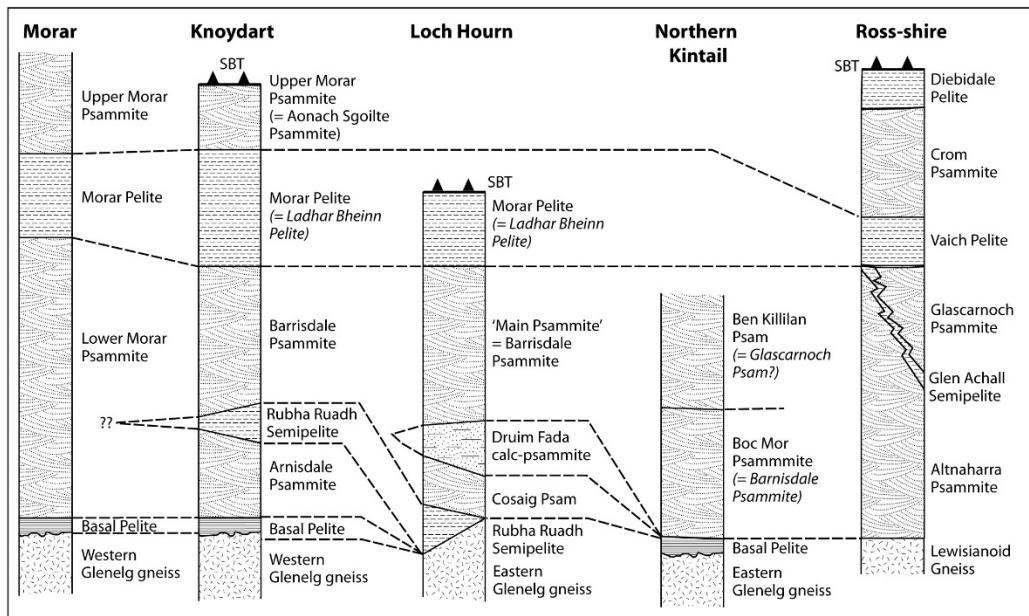 Morar
Knoydart
Loch Hourn
Northern
Kintail
Ross-shire
Upper Morar
Psammite
Morar Pelite
Lower Morar
Psammite
??
Basal Pelite
Western
Glenelg gneiss
SBT
Upper Morar
Psammite
(= Aonach Sgoilte
Psammite)
Morar Pelite
(= Ladhar Bheinn
Pelite)
Barrisdale
Psammite
Rubha Ruadh
Semipelite
Arnisdale
Psammite
Basal Pelite
Western
Glenelg gneiss
SBT
Morar Pelite
(= Ladhar Bheinn
Pelite)
'Main Psammite'
= Barrisdale
Psammite
Druim Fada
calc-psammite
Cosaig Psam
Rubha Ruadh
Semipelite
Eastern
Glenelg gneiss
Ben Killilan
Psam
(= Glascarnoch
Psam?)
Boc Mor
Psammmite
(= Barnisdale
Psammite)
Basal Pelite
Eastern
Glenelg gneiss
SBT
Diebidale
Pelite
Crom
Psammite
Vaich Pelite
Glascarnoch
Psammite
Glen Achall
Semipelite
Altnaharra
Psammite
Lewisianoid
Gneiss